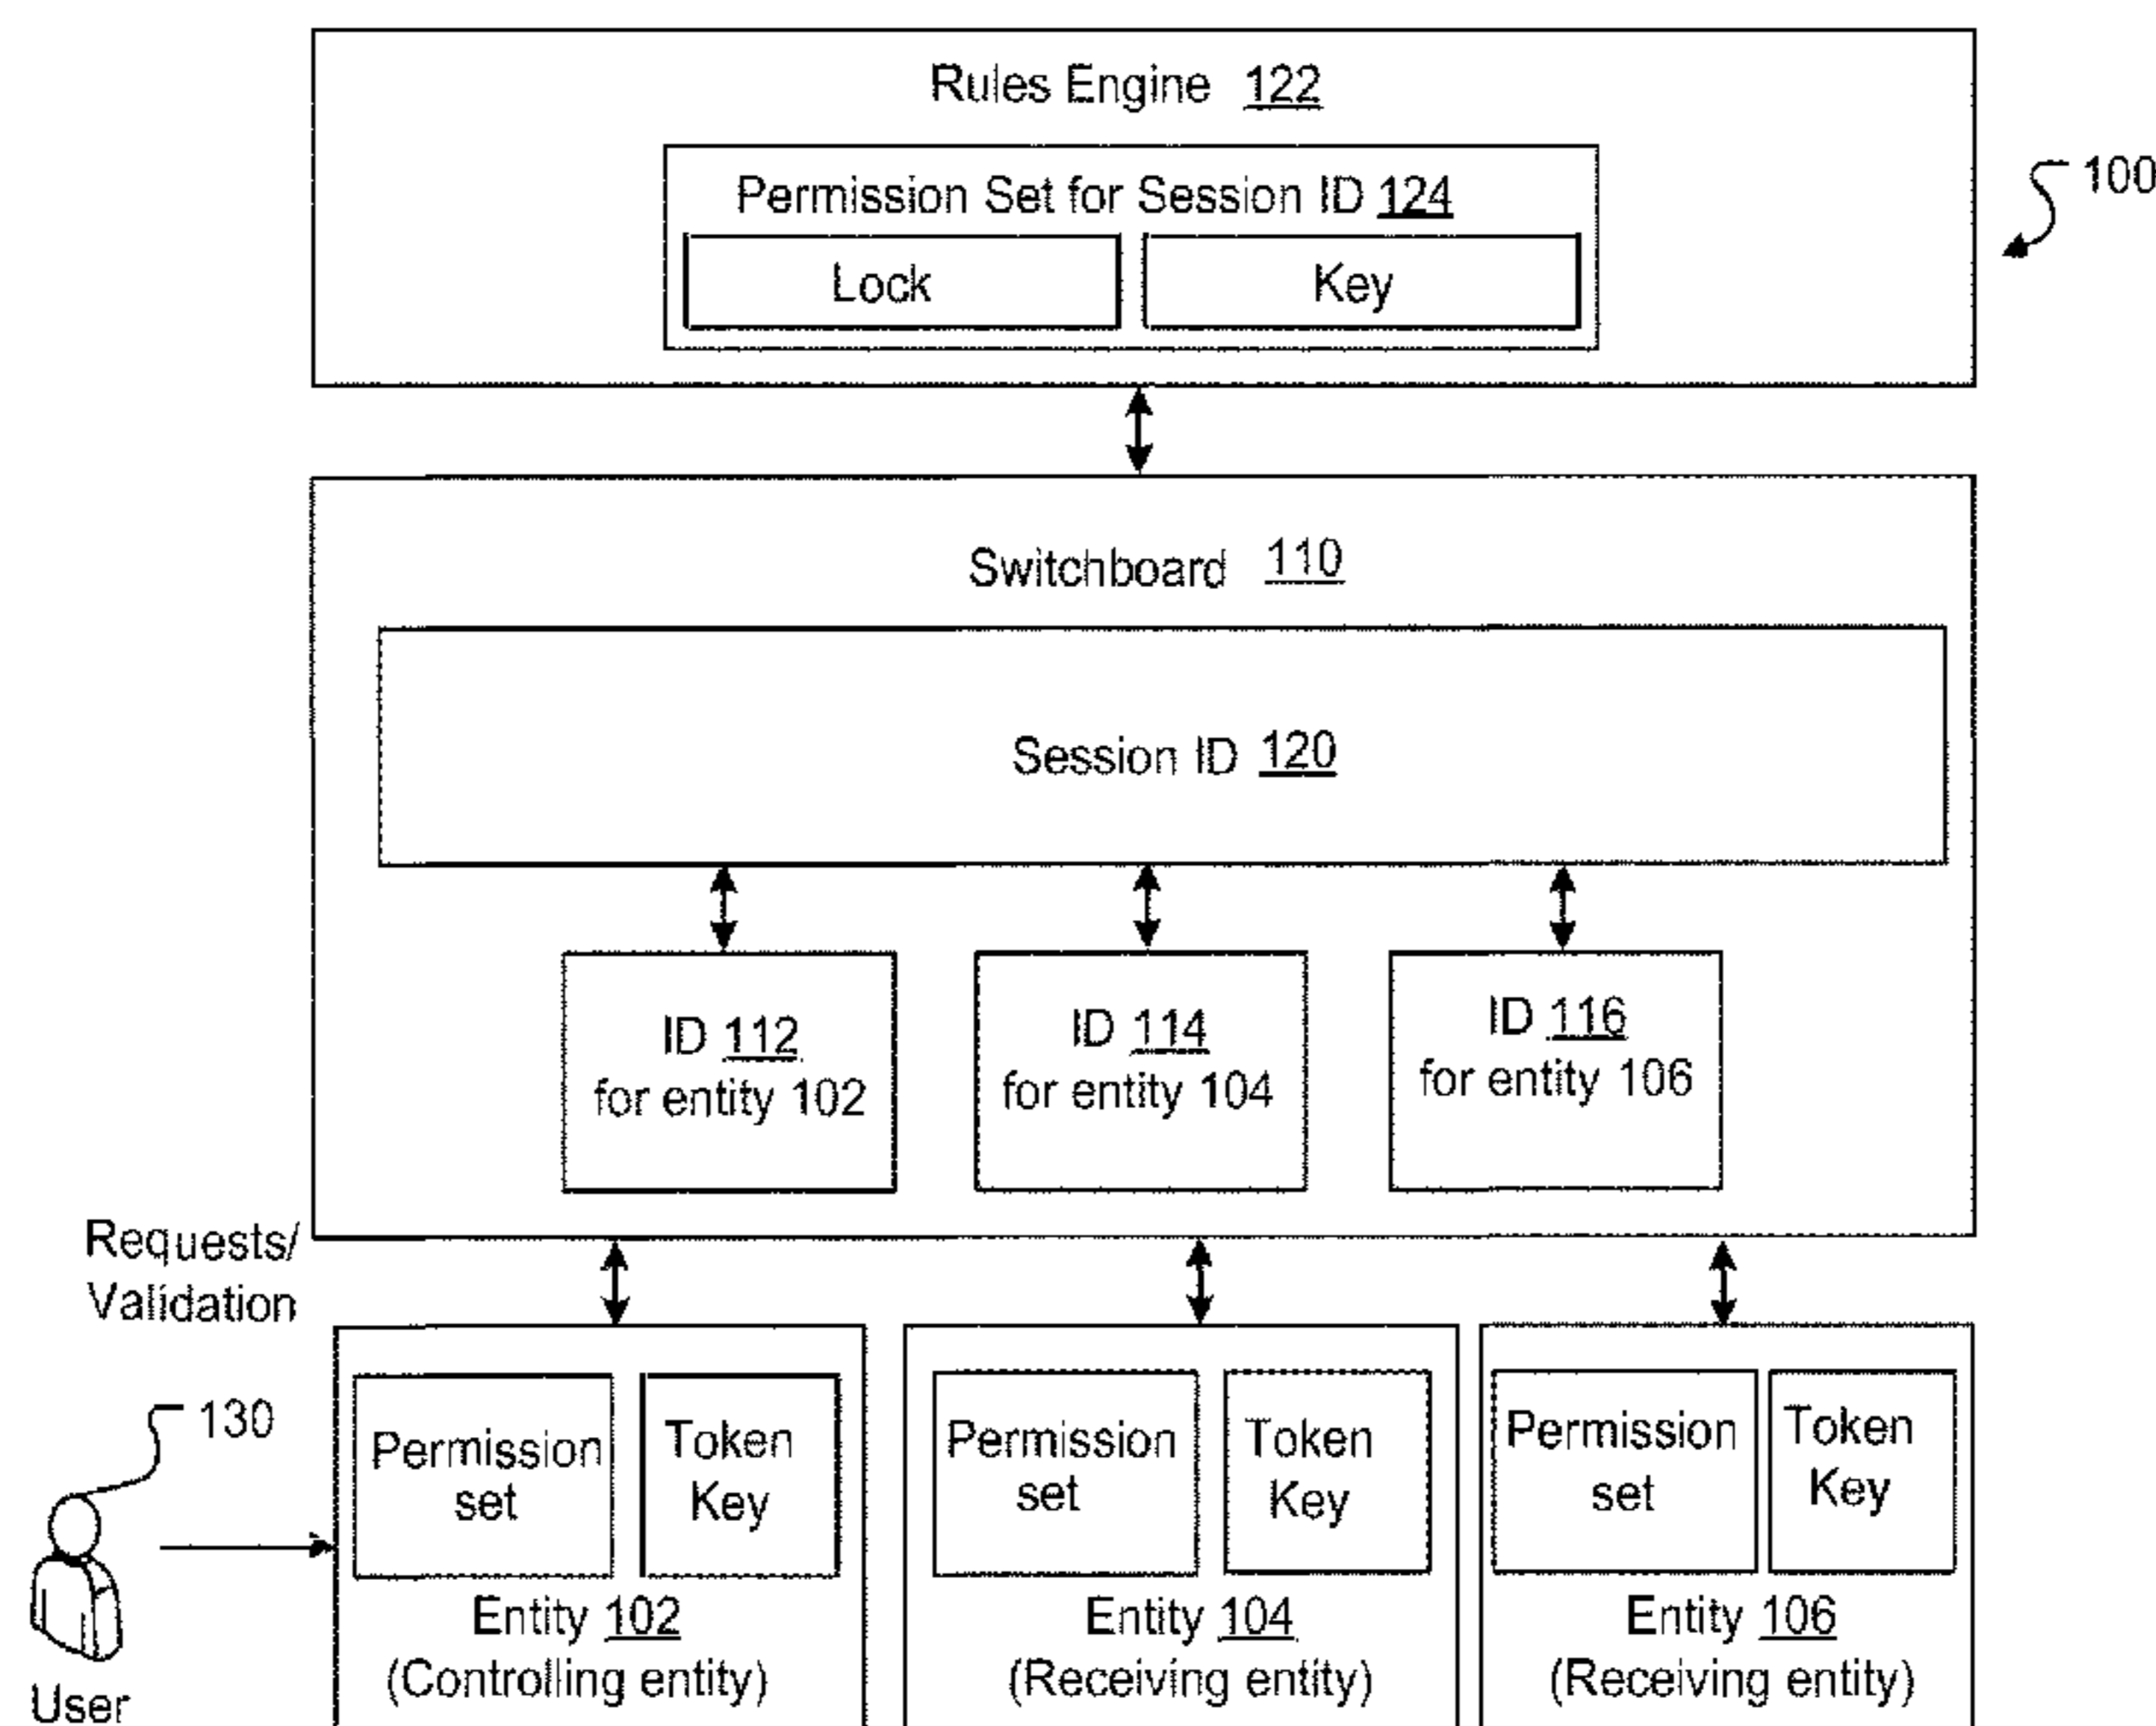 Rules Engine 122
Permission Set for Session ID 124
Lock
Key
100
Switchboard 110
Session ID 120
ID 112
for entity 102
ID 114
for entity 104
ID 116
for entity 106
Requests/
Validation
130
User
Permission
set
Token
Key
Entity 102
(Controlling entity)
Permission
set
Token
Key
Entity 104
(Receiving entity)
Permission
set
Token
Key
Entity 106
(Receiving entity)